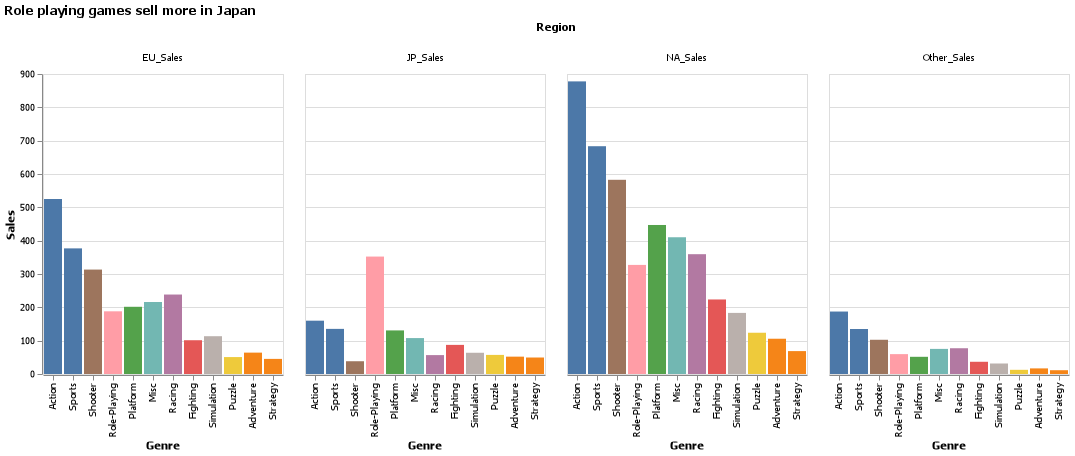 Role playing games sell more in Japan
Region
EU_Sales
JP_Sales
NA_Sales
Other_Sales
Sales
900
800
700
600
500
400
300
200
100
0
Action
Sports
Shooter
Role-Playing
Platform
Misc
Racing
Fighting
Simulation
Puzzle
Adventure
Strategy
Genre
Action
Sports
Shooter
Role-Playing
Platform
Misc
Racing
Fighting
Simulation
Puzzle
Adventure
Strategy
Genre
Action
Sports
Shooter
Role-Playing
Platform
Misc
Racing
Fighting
Simulation
Puzzle
Adventure
Strategy
Genre
Action
Sports
Shooter
Role-Playing
Platform
Misc
Racing
Fighting
Simulation
Puzzle
Adventure
Strategy
Genre